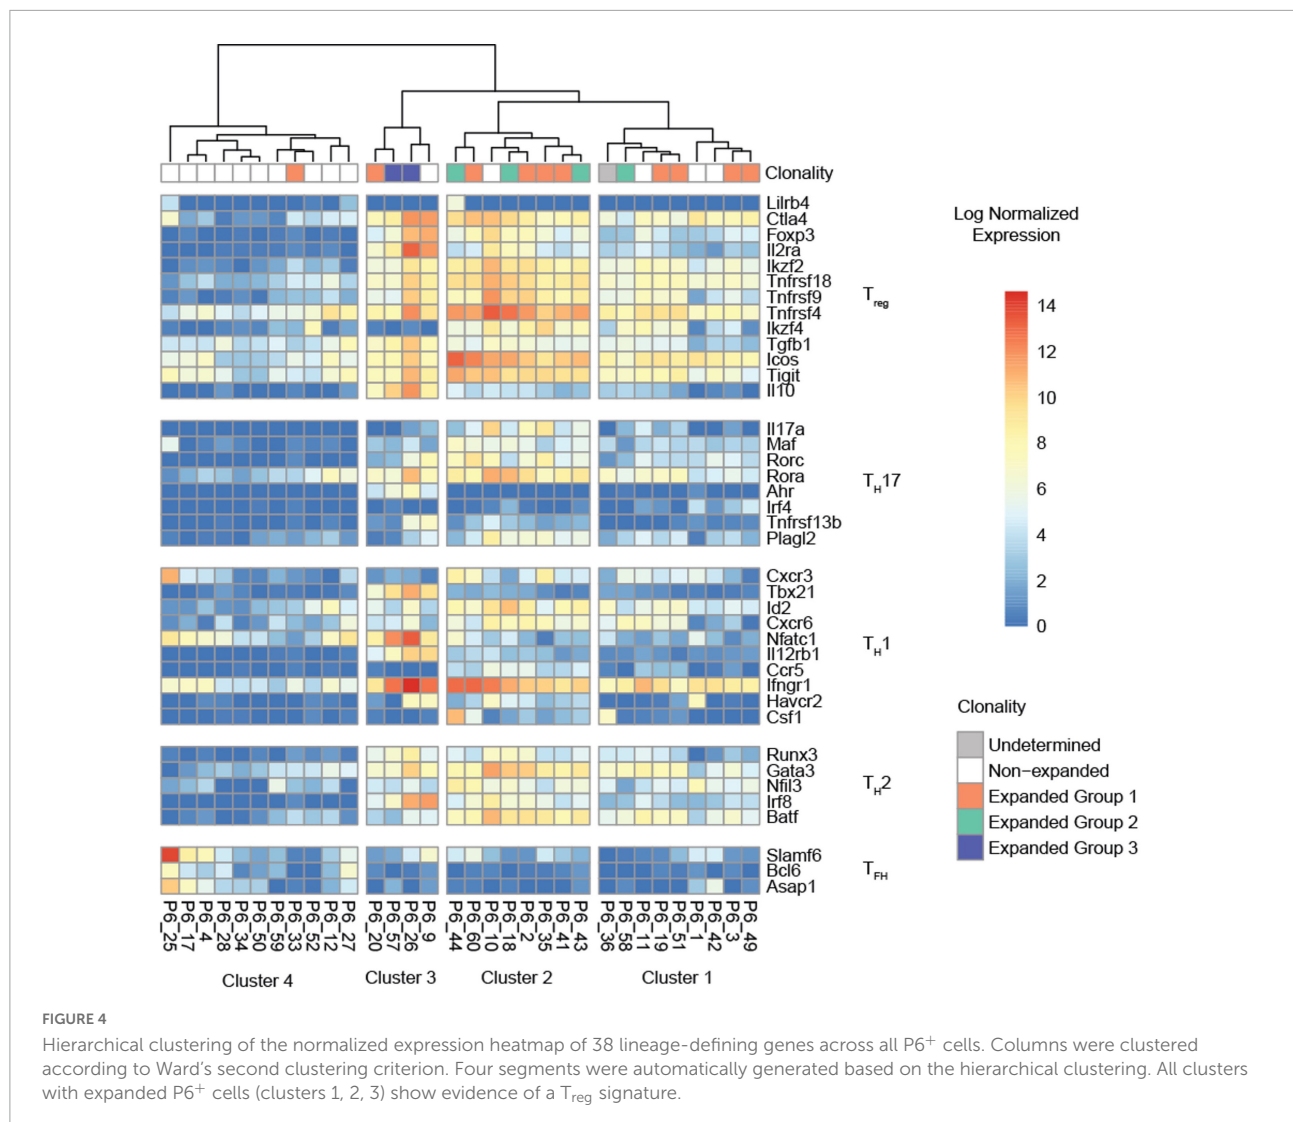 Clonality
Lilrb4
Ctla4
Foxp3
Il2ra
Ikzf2
Tnfrsf18
Tnfrsf9
Tnfrsf4
Ikzf4
Tgfb1
Icos
Tigit
Il10
Treg
Il17a
Maf
Rorc
Rora
Ahr
Irf4
Tnfrsf13b
Plagl2
TH17
Cxcr3
Tbx21
Id2
Cxcr6
Nfatc1
Il12rb1
Ccr5
Ifngr1
Havcr2
Csf1
TH1
Runx3
Gata3
Nfil3
Irf8
Batf
TH2
Slamf6
Bcl6
Asap1
TFH
P6_25
P6_17
P6_4
P6_28
P6_34
P6_50
P6_59
P6_33
P6_52
P6_12
P6_27
P6_20
P6_57
P6_26
P6_9
P6_44
P6_60
P6_10
P6_18
P6_2
P6_35
P6_41
P6_43
P6_36
P6_58
P6_11
P6_19
P6_51
P6_1
P6_42
P6_3
P6_49
Cluster 4
Cluster 3
Cluster 2
Cluster 1
Log Normalized
Expression
14
12
10
8
6
4
2
0
Clonality
Undetermined
Non−expanded
Expanded Group 1
Expanded Group 2
Expanded Group 3
FIGURE 4
Hierarchical clustering of the normalized expression heatmap of 38 lineage-defining genes across all P6+ cells. Columns were clustered
according to Ward's second clustering criterion. Four segments were automatically generated based on the hierarchical clustering. All clusters
with expanded P6+ cells (clusters 1, 2, 3) show evidence of a Treg signature.